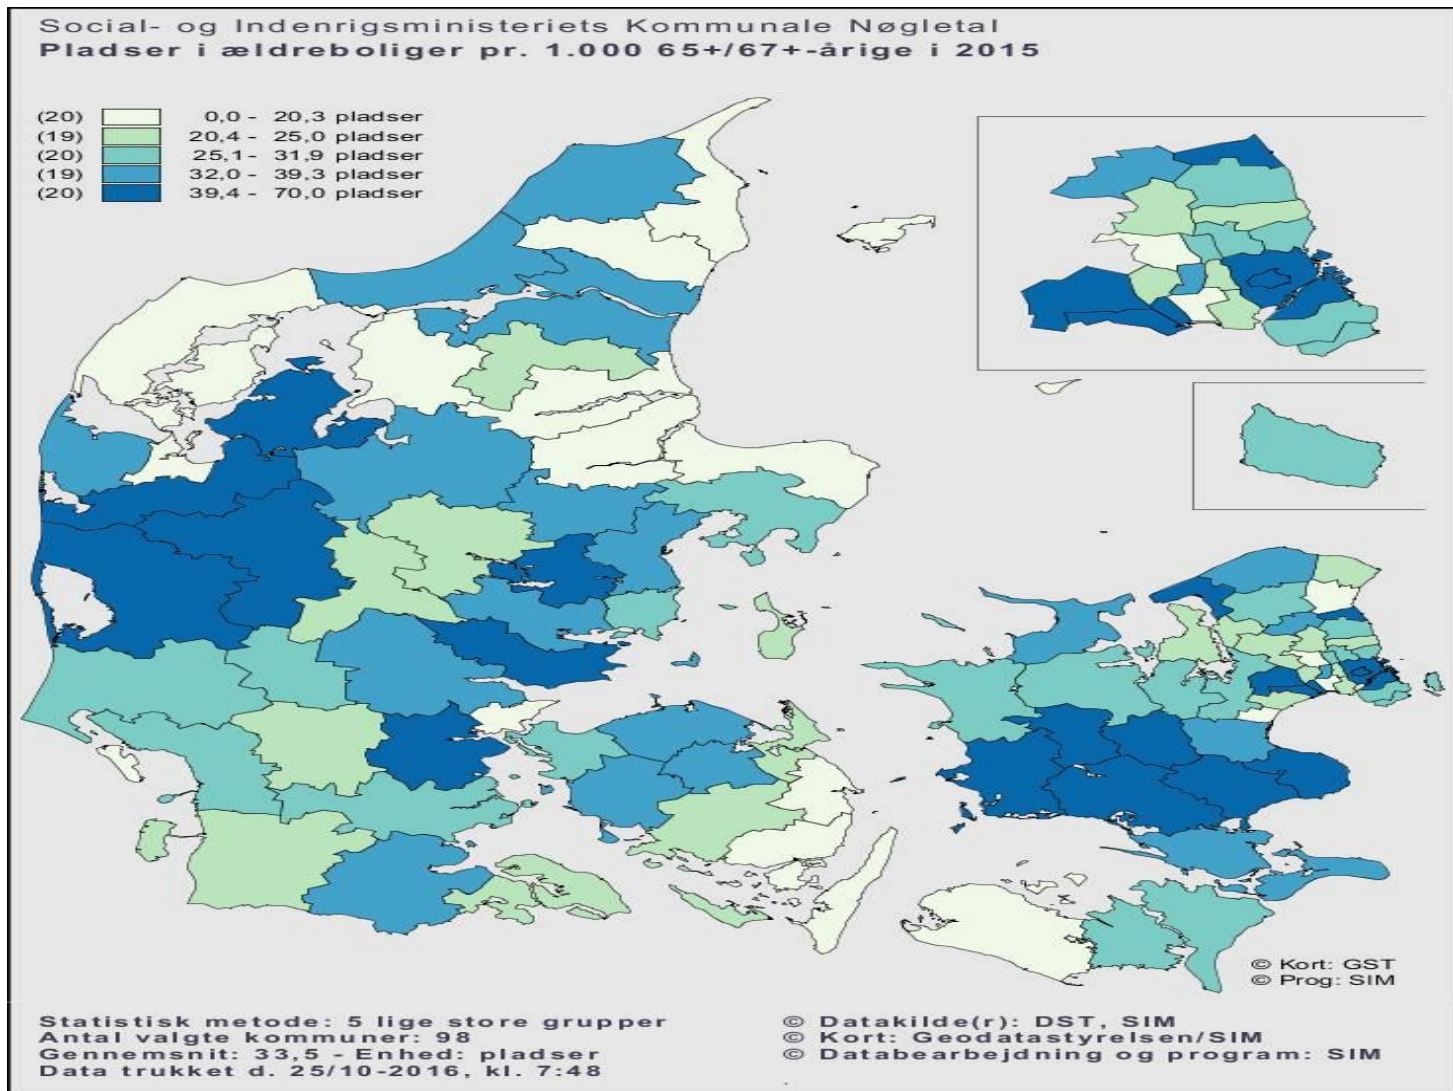 Social- og Indenrigsministeriets Kommunale Nøgletal
Pladser i ældreboliger pr. 1.000 65+/67+-årige i 2015
(20) 0,0 - 20,3 pladser
(19) 20,4 - 25,0 pladser
(20) 25,1 - 31,9 pladser
(19) 32,0 - 39,3 pladser
(20) 39,4 - 70,0 pladser
© Kort: GST
© Prog: SIM
Statistisk metode: 5 lige store grupper
Antal valgte kommuner: 98
Gennemsnit: 33,5 - Enhed: pladser
Data trukket d. 25/10-2016, kl. 7:48
© Datakilde(r): DST, SIM
© Kort: Geodatastyrelsen/SIM
© Databearbejdning og program: SIM